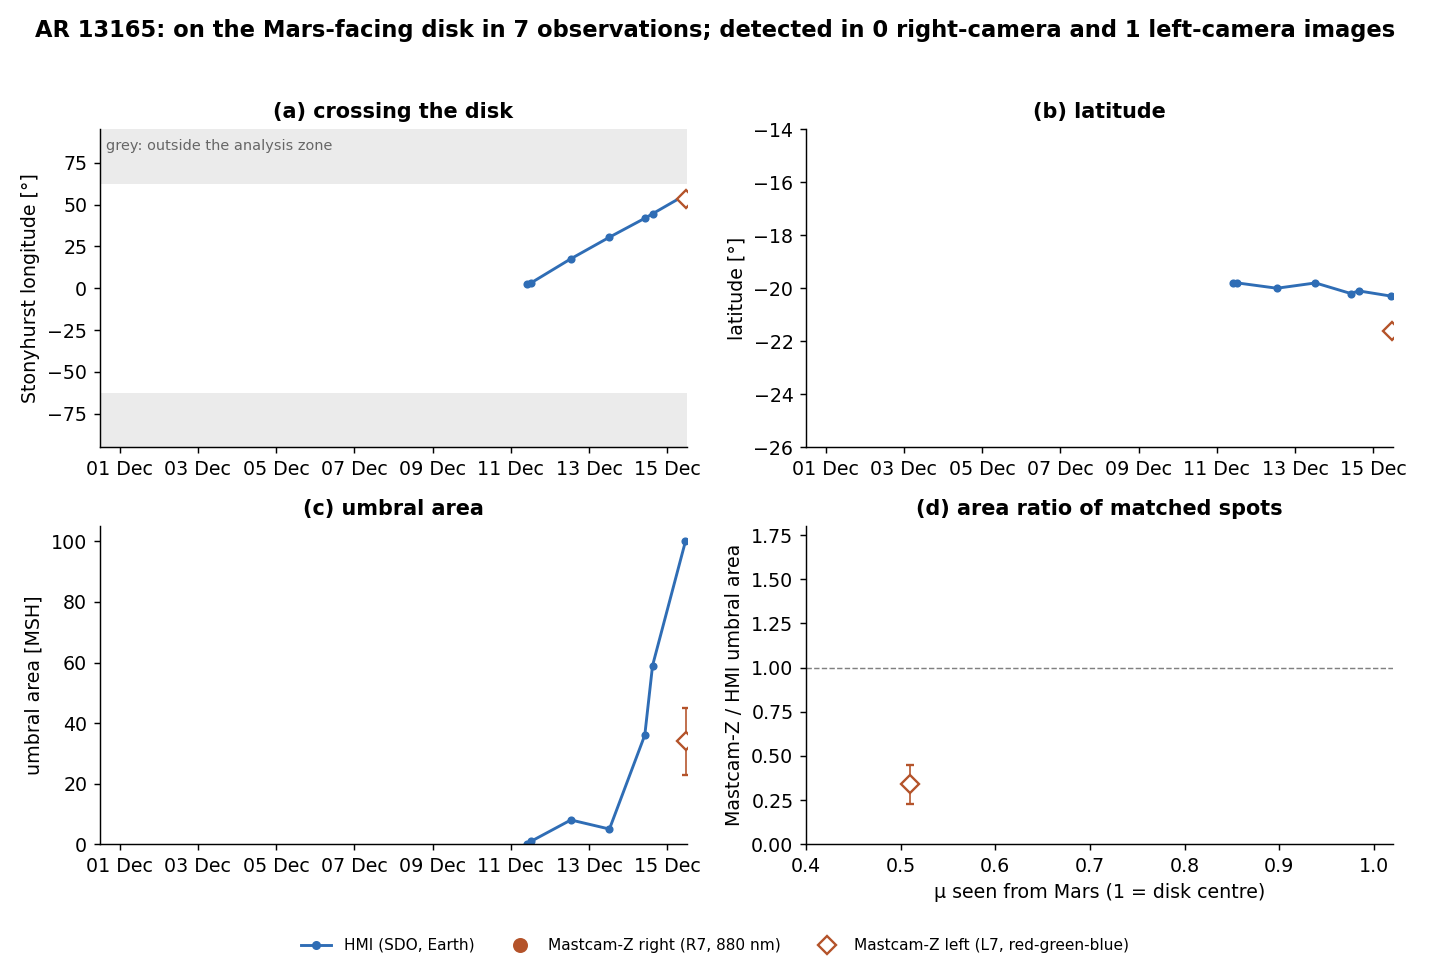 AR 13165: on the Mars-facing disk in 7 observations; detected in 0 right-camera and 1 left-camera images
(a) crossing the disk
grey: outside the analysis zone
Stonyhurst longitude [°]
75
50
25
0
−25
−50
−75
01 Dec 03 Dec 05 Dec 07 Dec 09 Dec 11 Dec 13 Dec 15 Dec
(b) latitude
latitude [°]
−14
−16
−18
−20
−22
−24
−26
01 Dec 03 Dec 05 Dec 07 Dec 09 Dec 11 Dec 13 Dec 15 Dec
(c) umbral area
umbral area [MSH]
100
80
60
40
20
0
01 Dec 03 Dec 05 Dec 07 Dec 09 Dec 11 Dec 13 Dec 15 Dec
(d) area ratio of matched spots
Mastcam-Z / HMI umbral area
1.75
1.50
1.25
1.00
0.75
0.50
0.25
0.00
0.4 0.5 0.6 0.7 0.8 0.9 1.0
μ seen from Mars (1 = disk centre)
HMI (SDO, Earth)
Mastcam-Z right (R7, 880 nm)
Mastcam-Z left (L7, red-green-blue)